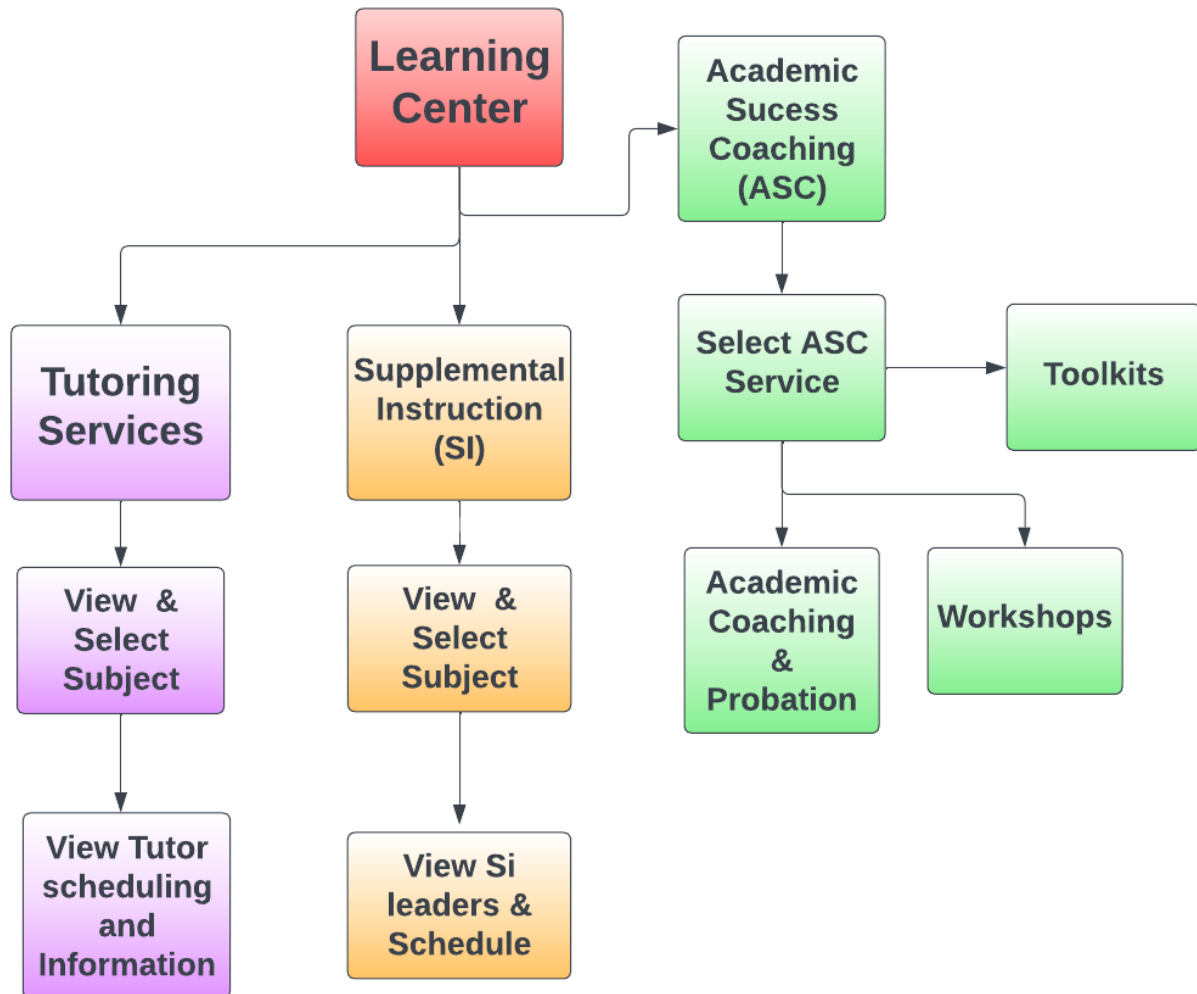 Learning
Center
Academic
Sucess
Coaching
(ASC)
Tutoring
Services
Supplemental
Instruction
(SI)
Select ASC
Service
Toolkits
View & 
Select
Subject
View & 
Select
Subject
Academic
Coaching
&
Probation
Workshops
View Tutor
scheduling
and
Information
View Si
leaders &
Schedule